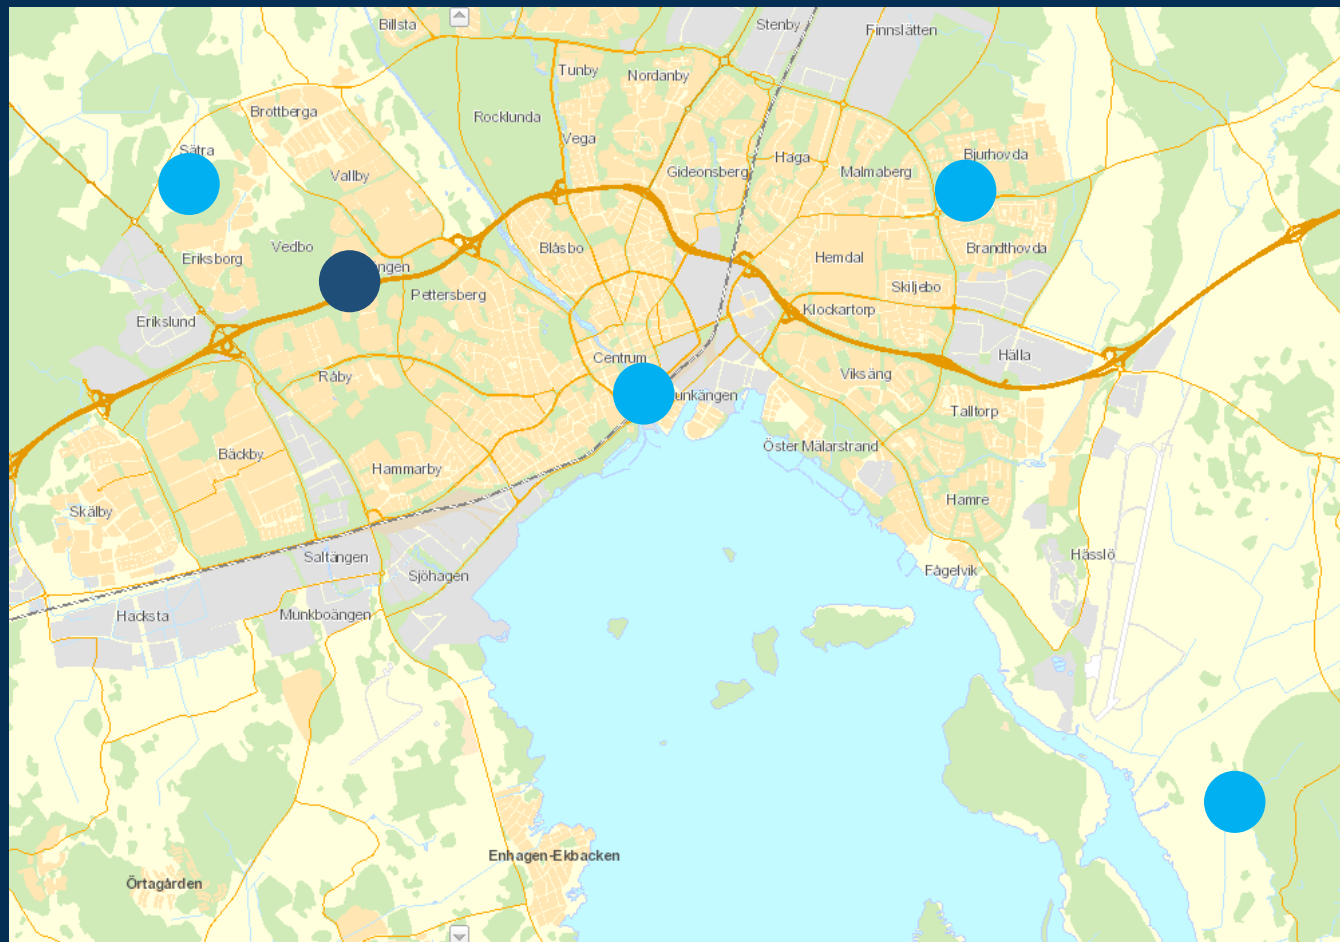 Billsta
Stenby
Finnslätten
Tunby
Nordanby
Brottberga
Rocklunda
Vega
Sätra
Haga
Bjurhovda
Vallby
Gideonsberg
Malmaberg
Vedbo
Blåsbo
Brandthovda
Eriksborg
Hemdal
ngen
Skiljebo
Pettersberg
Klockartorp
Erikslund
Centrum
Hälla
Råby
Viksäng
unkängen
Talltorp
Öster Mälarstrand
Bäckby
Hammarby
Skälby
Hamre
Saltängen
Hässlö
Sjöhagen
Fågelvik
Hacksta
Munkboängen
Enhagen-Ekbacken
Örtagården